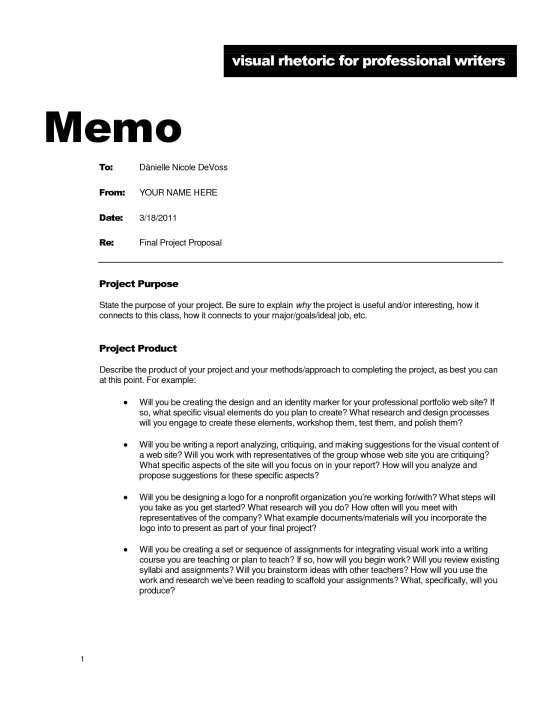 visual rhetoric for professional writers
Memo
To: Dànielle Nicole DeVoss
From: YOUR NAME HERE
Date: 3/18/2011
Re: Final Project Proposal
Project Purpose
State the purpose of your project. Be sure to explain why the project is useful and/or interesting, how it
connects to this class, how it connects to your major/goals/ideal job, etc.
Project Product
Describe the product of your project and your methods/approach to completing the project, as best you can
at this point. For example:
● Will you be creating the design and an identity marker for your professional portfolio web site? If
so, what specific visual elements do you plan to create? What research and design processes
will you engage to create these elements, workshop them, test them, and polish them?
● Will you be writing a report analyzing, critiquing, and making suggestions for the visual content of
a web site? Will you work with representatives of the group whose web site you are critiquing?
What specific aspects of the site will you focus on in your report? How will you analyze and
propose suggestions for these specific aspects?
● Will you be designing a logo for a nonprofit organization you're working for/with? What steps will
you take as you get started? What research will you do? How often will you meet with
representatives of the company? What example documents/materials will you incorporate the
logo into to present as part of your final project?
● Will you be creating a set or sequence of assignments for integrating visual work into a writing
course you are teaching or plan to teach? If so, how will you begin work? Will you review existing
syllabi and assignments? Will you brainstorm ideas with other teachers? How will you use the
work and research we've been reading to scaffold your assignments? What, specifically, will you
produce?
1